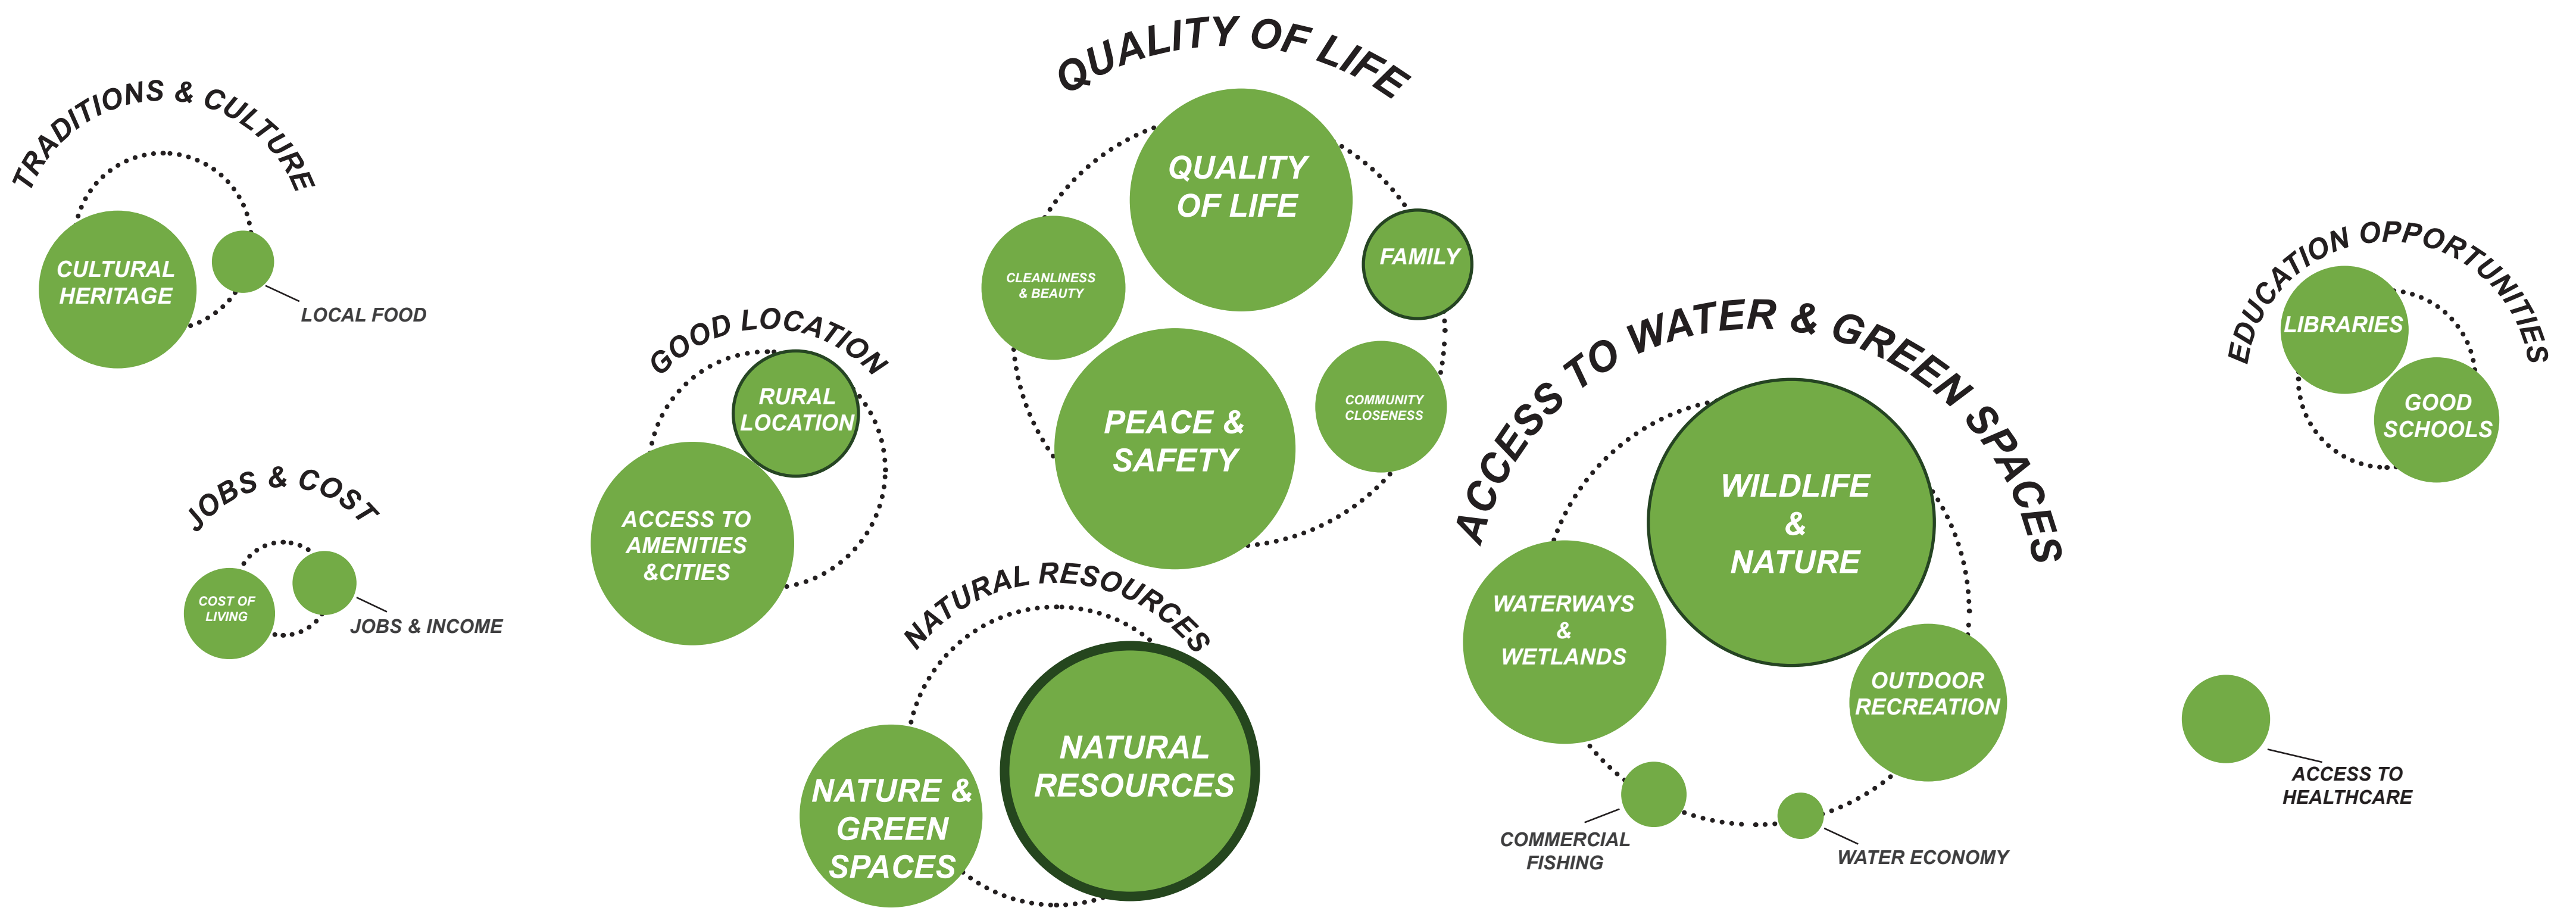 TRADITIONS & CULTURE
CULTURAL
HERITAGE
LOCAL FOOD
JOBS & COST
COST OF
LIVING
JOBS & INCOME
GOOD LOCATION
RURAL
LOCATION
ACCESS TO
AMENITIES
&CITIES
QUALITY OF LIFE
QUALITY
OF LIFE
CLEANLINESS
& BEAUTY
FAMILY
COMMUNITY
CLOSENESS
PEACE &
SAFETY
NATURAL RESOURCES
NATURAL
RESOURCES
NATURE &
GREEN
SPACES
ACCESS TO WATER & GREEN SPACES
WILDLIFE
&
NATURE
WATERWAYS
&
WETLANDS
OUTDOOR
RECREATION
COMMERCIAL
FISHING
WATER ECONOMY
EDUCATION OPPORTUNITIES
LIBRARIES
GOOD
SCHOOLS
ACCESS TO
HEALTHCARE